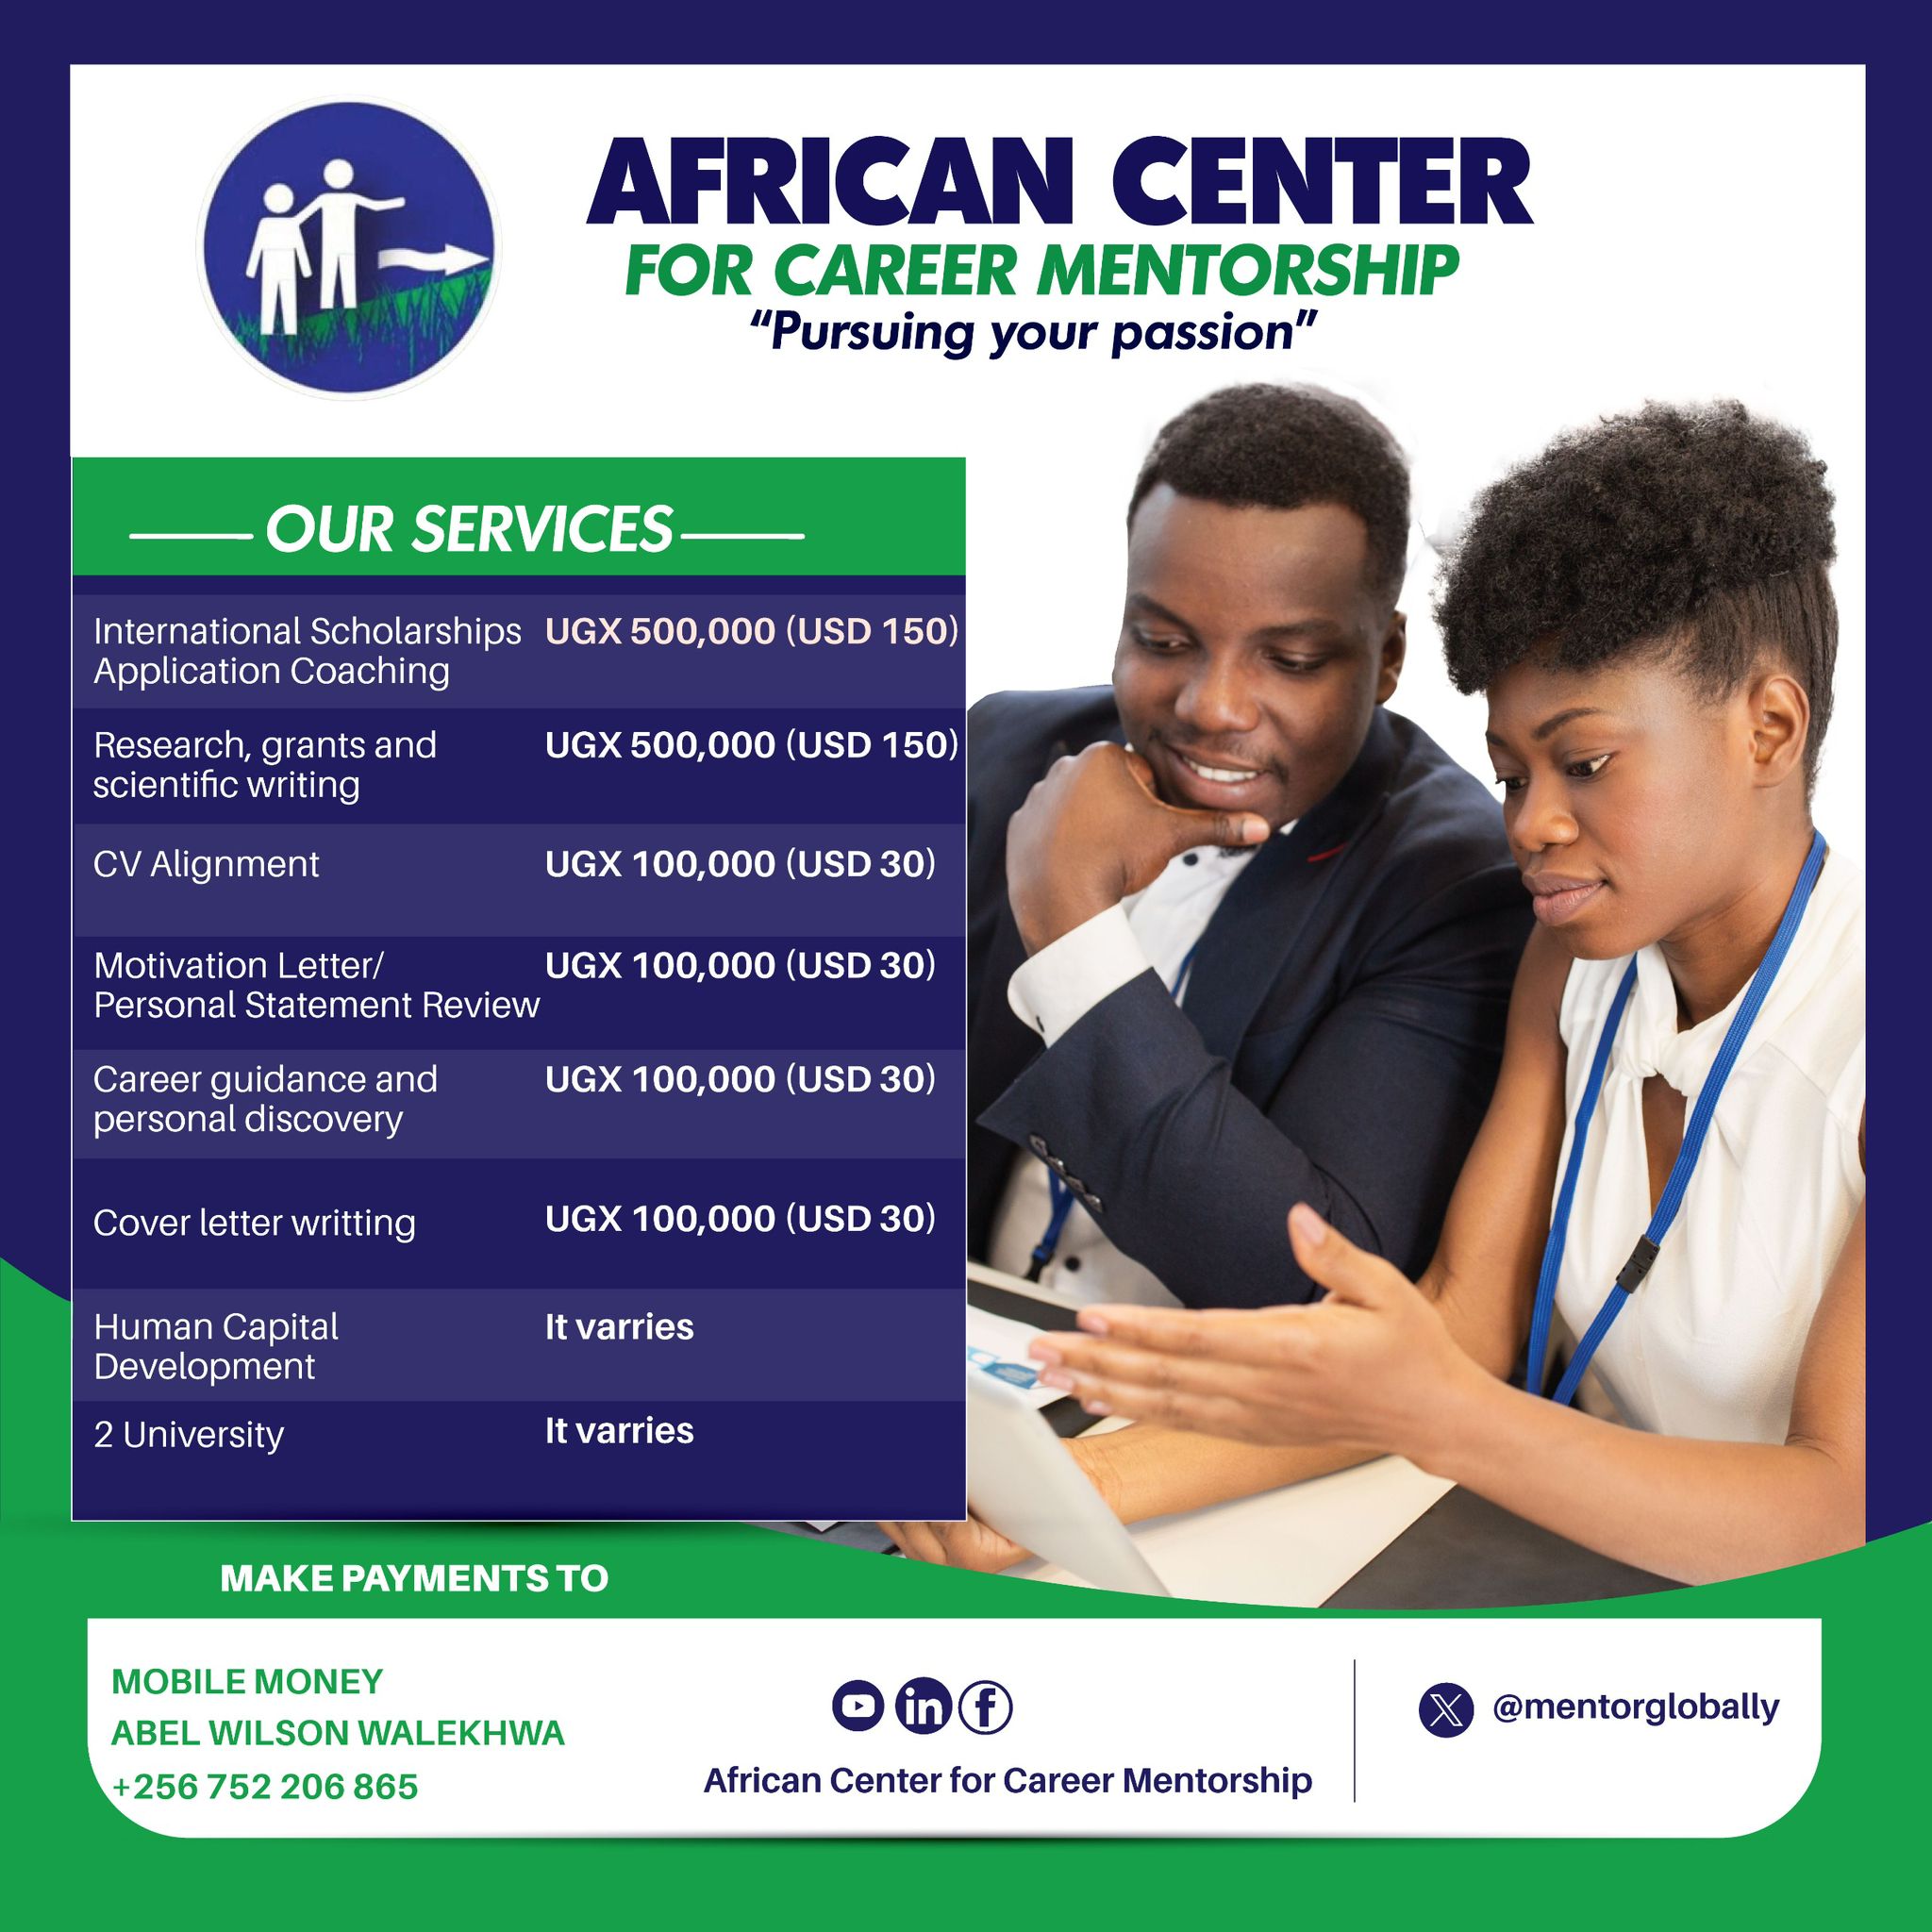 AFRICAN CENTER
FOR CAREER MENTORSHIP
“Pursuing your passion”
OUR SERVICES
International Scholarships UGX 500,000 (USD 150)
Application Coaching
Research, grants and UGX 500,000 (USD 150)
scientific writing
CV Alignment UGX 100,000 (USD 30)
Motivation Letter/ UGX 100,000 (USD 30)
Personal Statement Review
Career guidance and UGX 100,000 (USD 30)
personal discovery
Cover letter writting UGX 100,000 (USD 30)
Human Capital It varries
Development
2 University It varries
MAKE PAYMENTS TO
MOBILE MONEY
ABEL WILSON WALEKHWA
+256 752 206 865
African Center for Career Mentorship
@mentorglobally